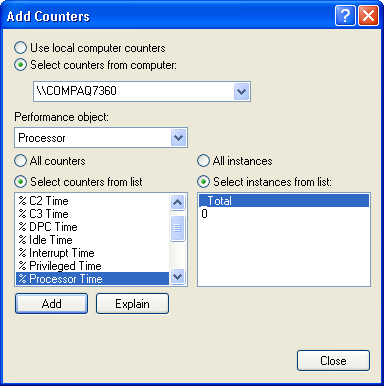 Add Counters
Use local computer counters
Select counters from computer:
\\COMPAQ7360
Performance object:
Processor
All counters
All instances
Select counters from list
Select instances from list:
% C2 Time
% C3 Time
% DPC Time
% Idle Time
% Interrupt Time
% Privileged Time
% Processor Time
_Total
0
Add
Explain
Close